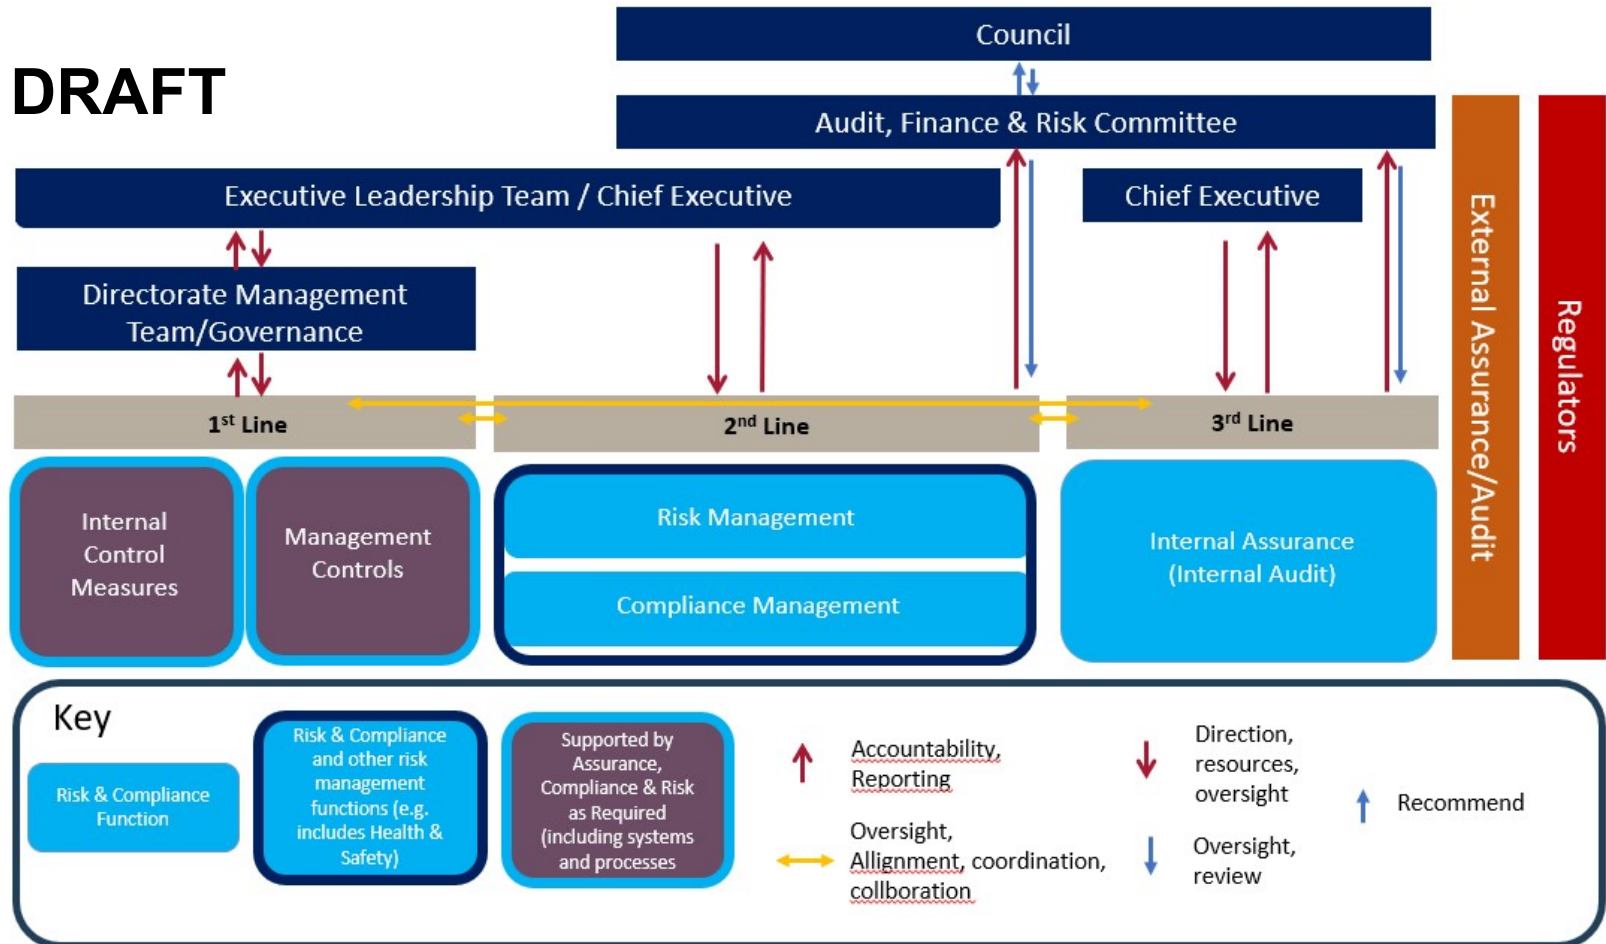 DRAFT
Council
Audit, Finance & Risk Committee
Executive Leadership Team / Chief Executive
Chief Executive
Directorate Management
Team/Governance
1st Line
2nd Line
3rd Line
Internal
Control
Measures
Management
Controls
Risk Management
Compliance Management
Internal Assurance
(Internal Audit)
External Assurance/Audit
Regulators
Key
Risk & Compliance
Function
Risk & Compliance
and other risk
management
functions (e.g.
includes Health &
Safety)
Supported by
Assurance,
Compliance & Risk
as Required
(including systems
and processes
Accountability,
Reporting
Oversight,
Allignment, coordination,
collboration
Direction,
resources,
oversight
Oversight,
review
Recommend